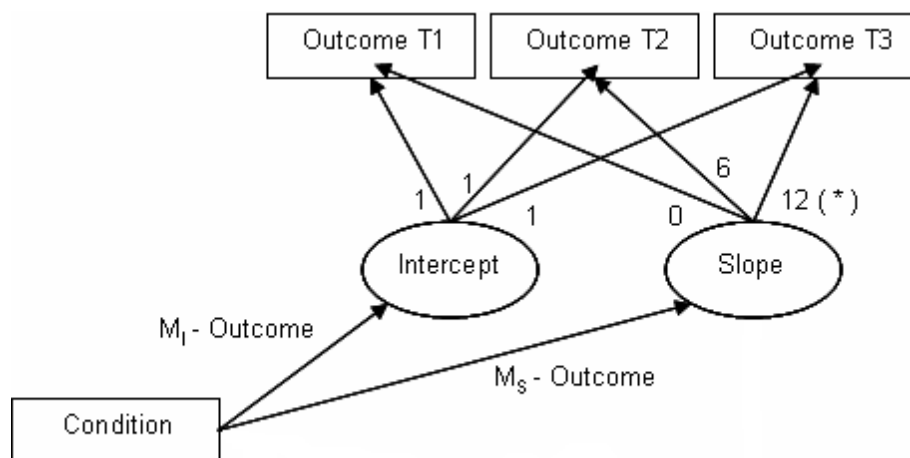 Outcome T1
Outcome T2
Outcome T3
1
1
1
0
6
12 (*)
Intercept
Slope
M_I - Outcome
M_S - Outcome
Condition